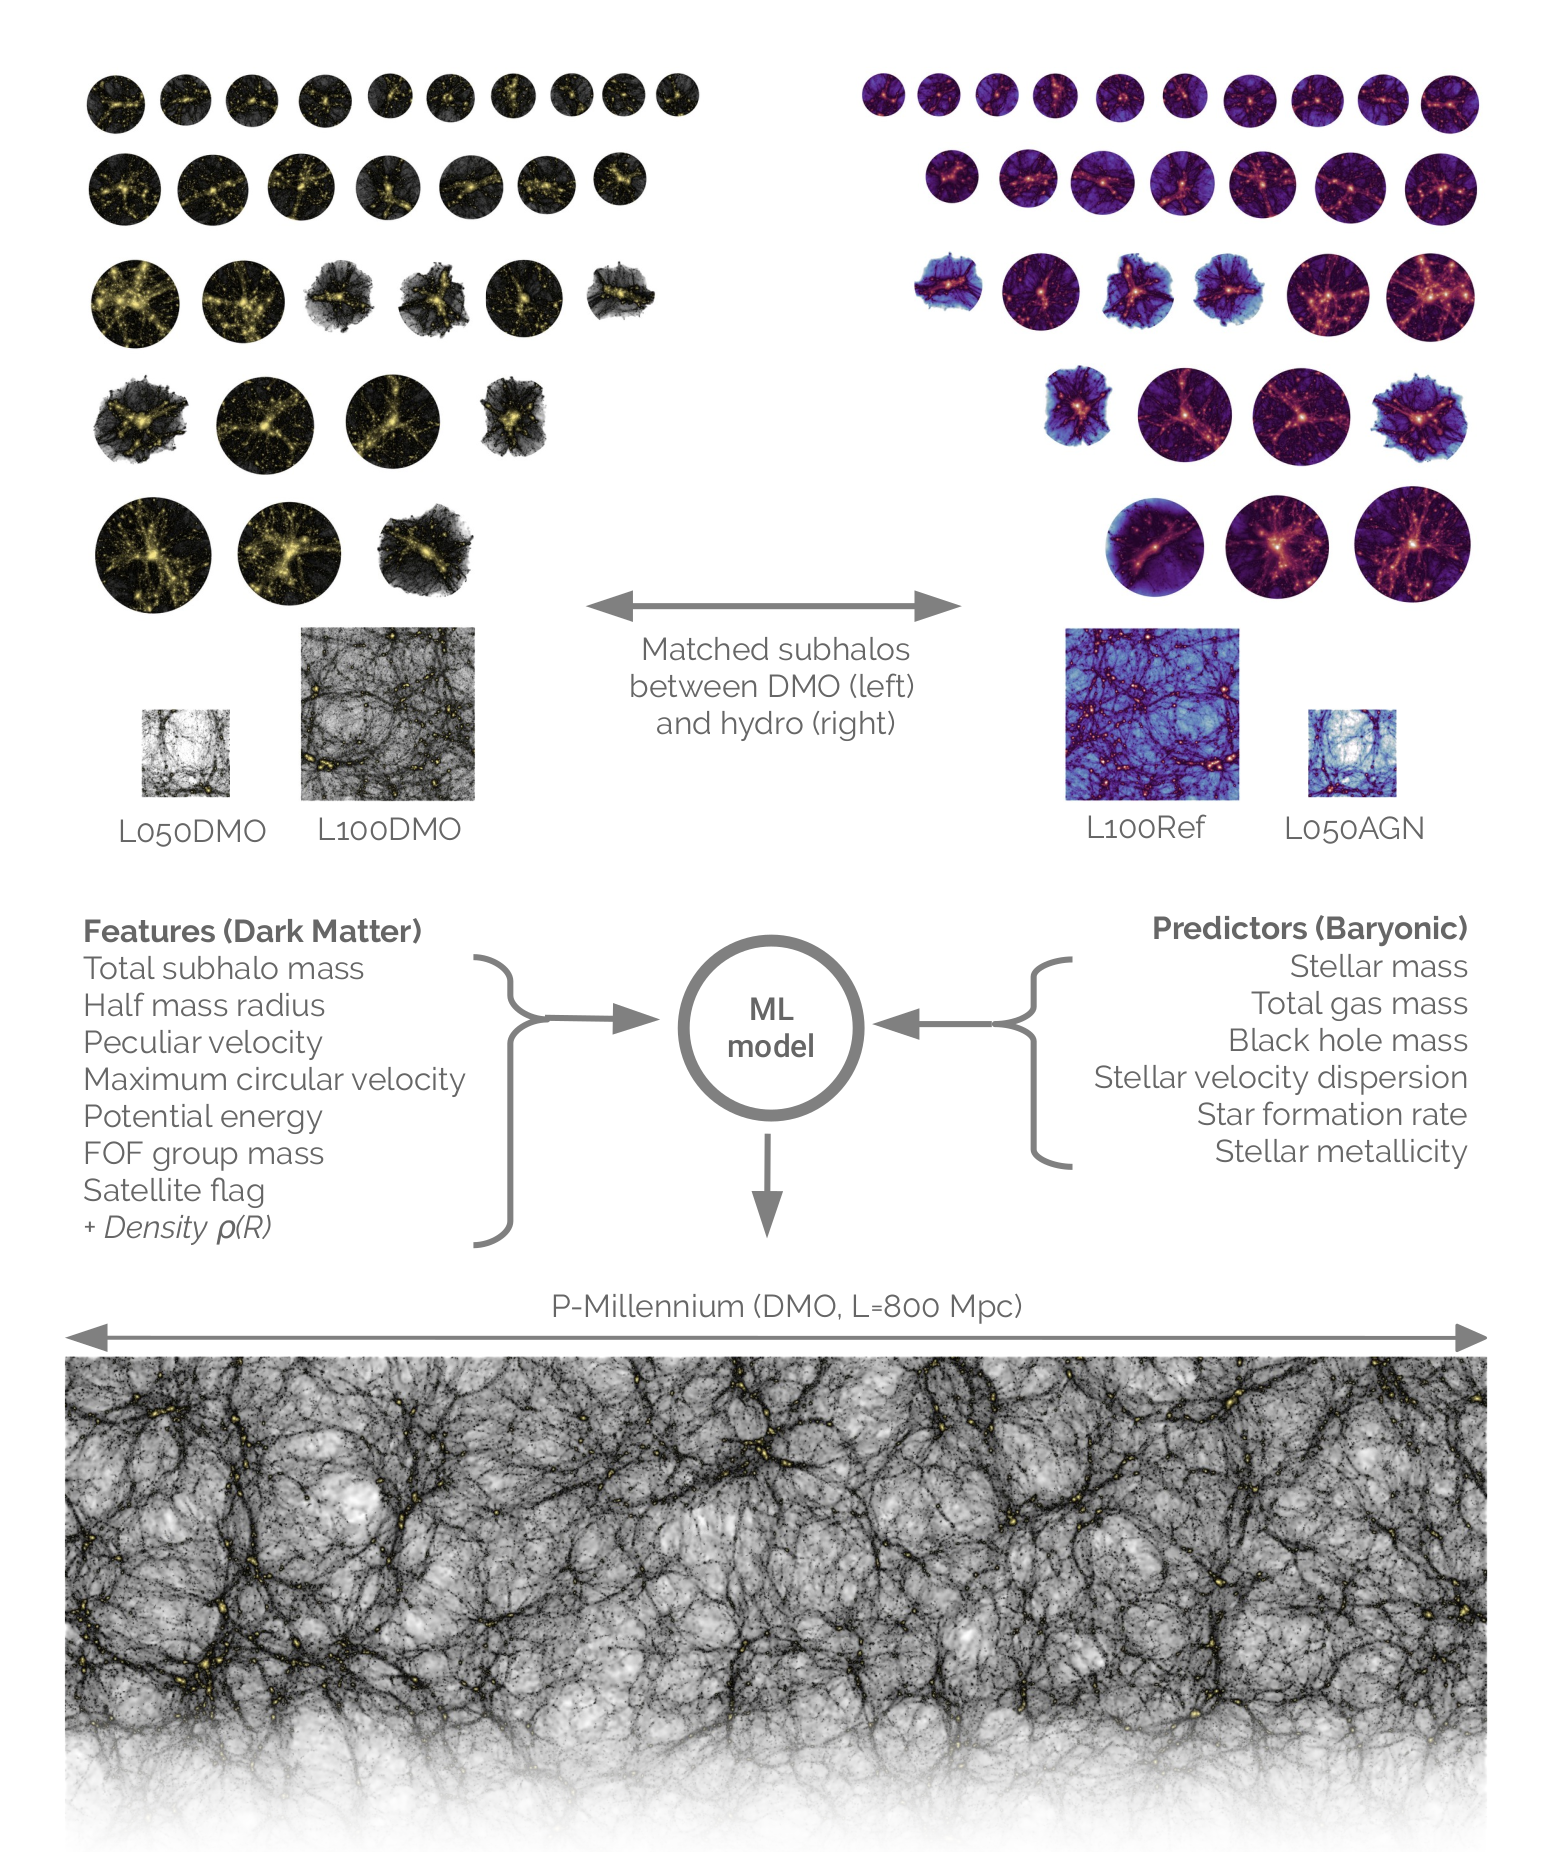 Matched subhalos
between DMO (left)
and hydro (right)
L050DMO
L100DMO
L100Ref
L050AGN
Features (Dark Matter)
Total subhalo mass
Half mass radius
Peculiar velocity
Maximum circular velocity
Potential energy
FOF group mass
Satellite flag
+ Density ρ(R)
ML
model
Predictors (Baryonic)
Stellar mass
Total gas mass
Black hole mass
Stellar velocity dispersion
Star formation rate
Stellar metallicity
P-Millennium (DMO, L=800 Mpc)